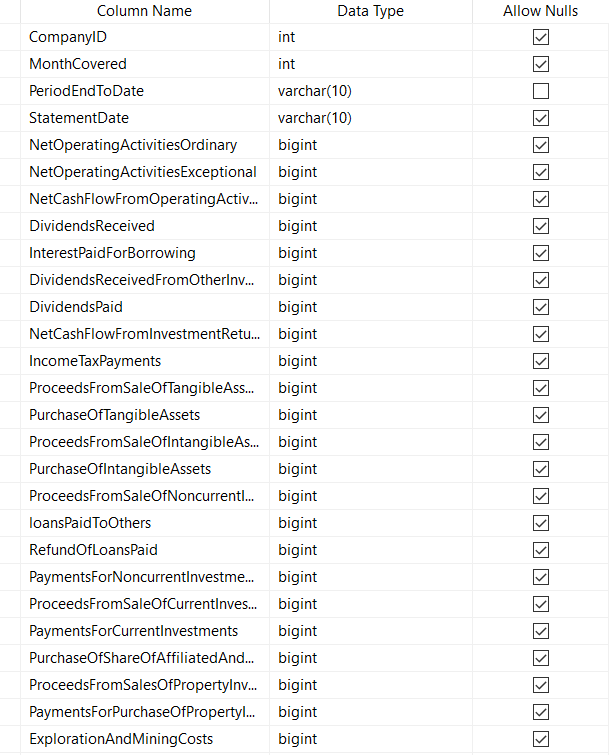 Column Name Data Type Allow Nulls
CompanyID int
MonthCovered int
PeriodEndToDate varchar(10)
StatementDate varchar(10)
NetOperatingActivitiesOrdinary bigint
NetOperatingActivitiesExceptional bigint
NetCashFlowFromOperatingActiv... bigint
DividendsReceived bigint
InterestPaidForBorrowing bigint
DividendsReceivedFromOtherInv... bigint
DividendsPaid bigint
NetCashFlowFromInvestmentRetu... bigint
IncomeTaxPayments bigint
ProceedsFromSaleOfTangibleAss... bigint
PurchaseOfTangibleAssets bigint
ProceedsFromSaleOfIntangibleAs... bigint
PurchaseOfIntangibleAssets bigint
ProceedsFromSaleOfNoncurrentI... bigint
loansPaidToOthers bigint
RefundOfLoansPaid bigint
PaymentsForNoncurrentInvestme... bigint
ProceedsFromSaleOfCurrentInves... bigint
PaymentsForCurrentInvestments bigint
PurchaseOfShareOfAffiliatedAnd... bigint
ProceedsFromSalesOfPropertyInv... bigint
PaymentsForPurchaseOfPropertyI... bigint
ExplorationAndMiningCosts bigint